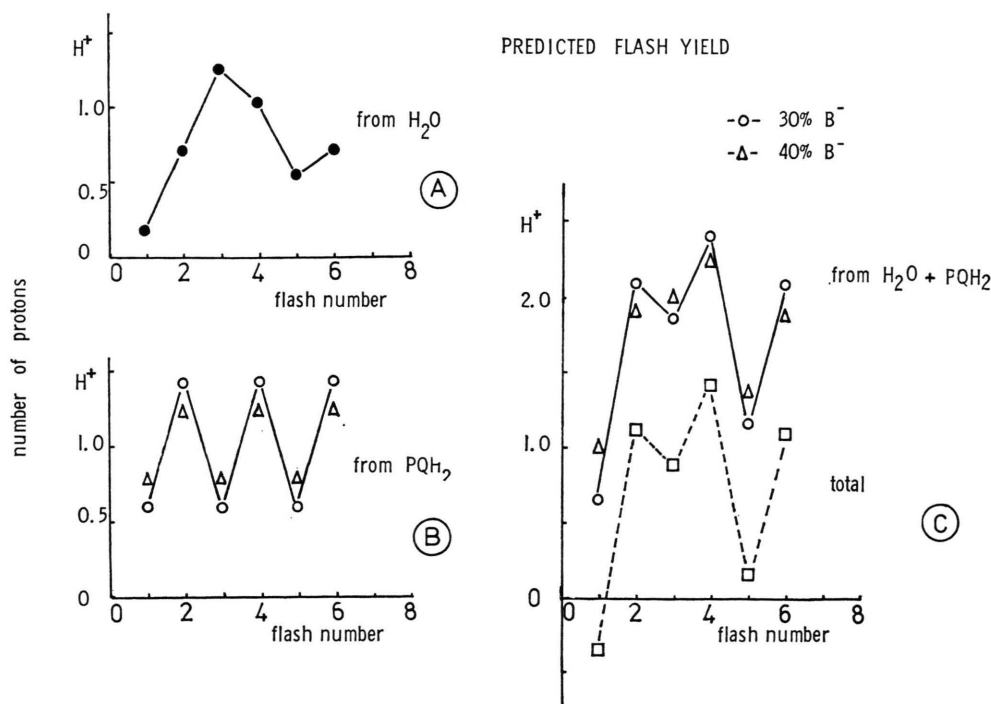 PREDICTED FLASH YIELD
number of protons
H+
1.0
0.5
0
0 2 4 6 8
flash number
from H2O
A
H+
1.0
0.5
0 2 4 6 8
flash number
from PQH2
B
-o- 30% B-
-Δ- 40% B-
H+
2.0
1.0
0
0 2 4 6 8
flash number
from H2O + PQH2
total
C